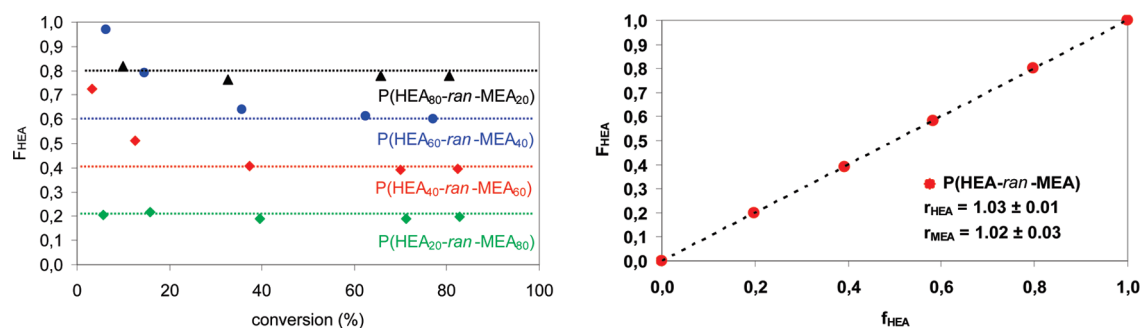 1,0
0,9
0,8
0,7
0,6
0,5
0,4
0,3
0,2
0,1
0,0
F_HEA
P(HEA₈₀-ran-MEA₂₀)
P(HEA₆₀-ran-MEA₄₀)
P(HEA₄₀-ran-MEA₆₀)
P(HEA₂₀-ran-MEA₈₀)
0 20 40 60 80 100
conversion (%)
1,0
0,9
0,8
0,7
0,6
0,5
0,4
0,3
0,2
0,1
0,0
F_HEA
P(HEA-ran-MEA)
r_HEA = 1.03 ± 0.01
r_MEA = 1.02 ± 0.03
0,0 0,2 0,4 0,6 0,8 1,0
f_HEA